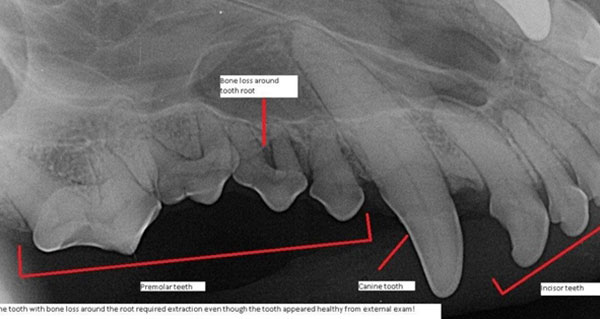 Bone loss around
tooth root
Premolar teeth
Canine tooth
Incisor teeth
he tooth with bone loss around the root required extraction even though the tooth appeared healthy from external exam!